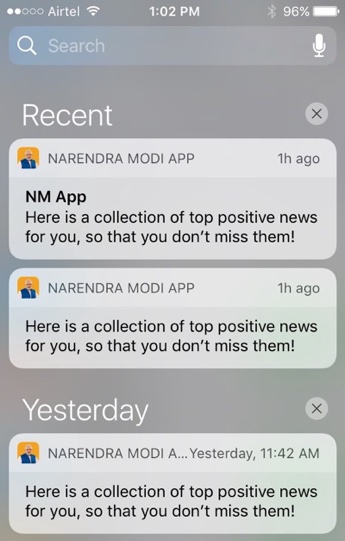 Airtel 1:02 PM 96%
Search
Recent
NARENDRA MODI APP 1h ago
NM App
Here is a collection of top positive news
for you, so that you don't miss them!
NARENDRA MODI APP 1h ago
Here is a collection of top positive news
for you, so that you don't miss them!
Yesterday
NARENDRA MODI A... Yesterday, 11:42 AM
Here is a collection of top positive news
for you, so that you don't miss them!